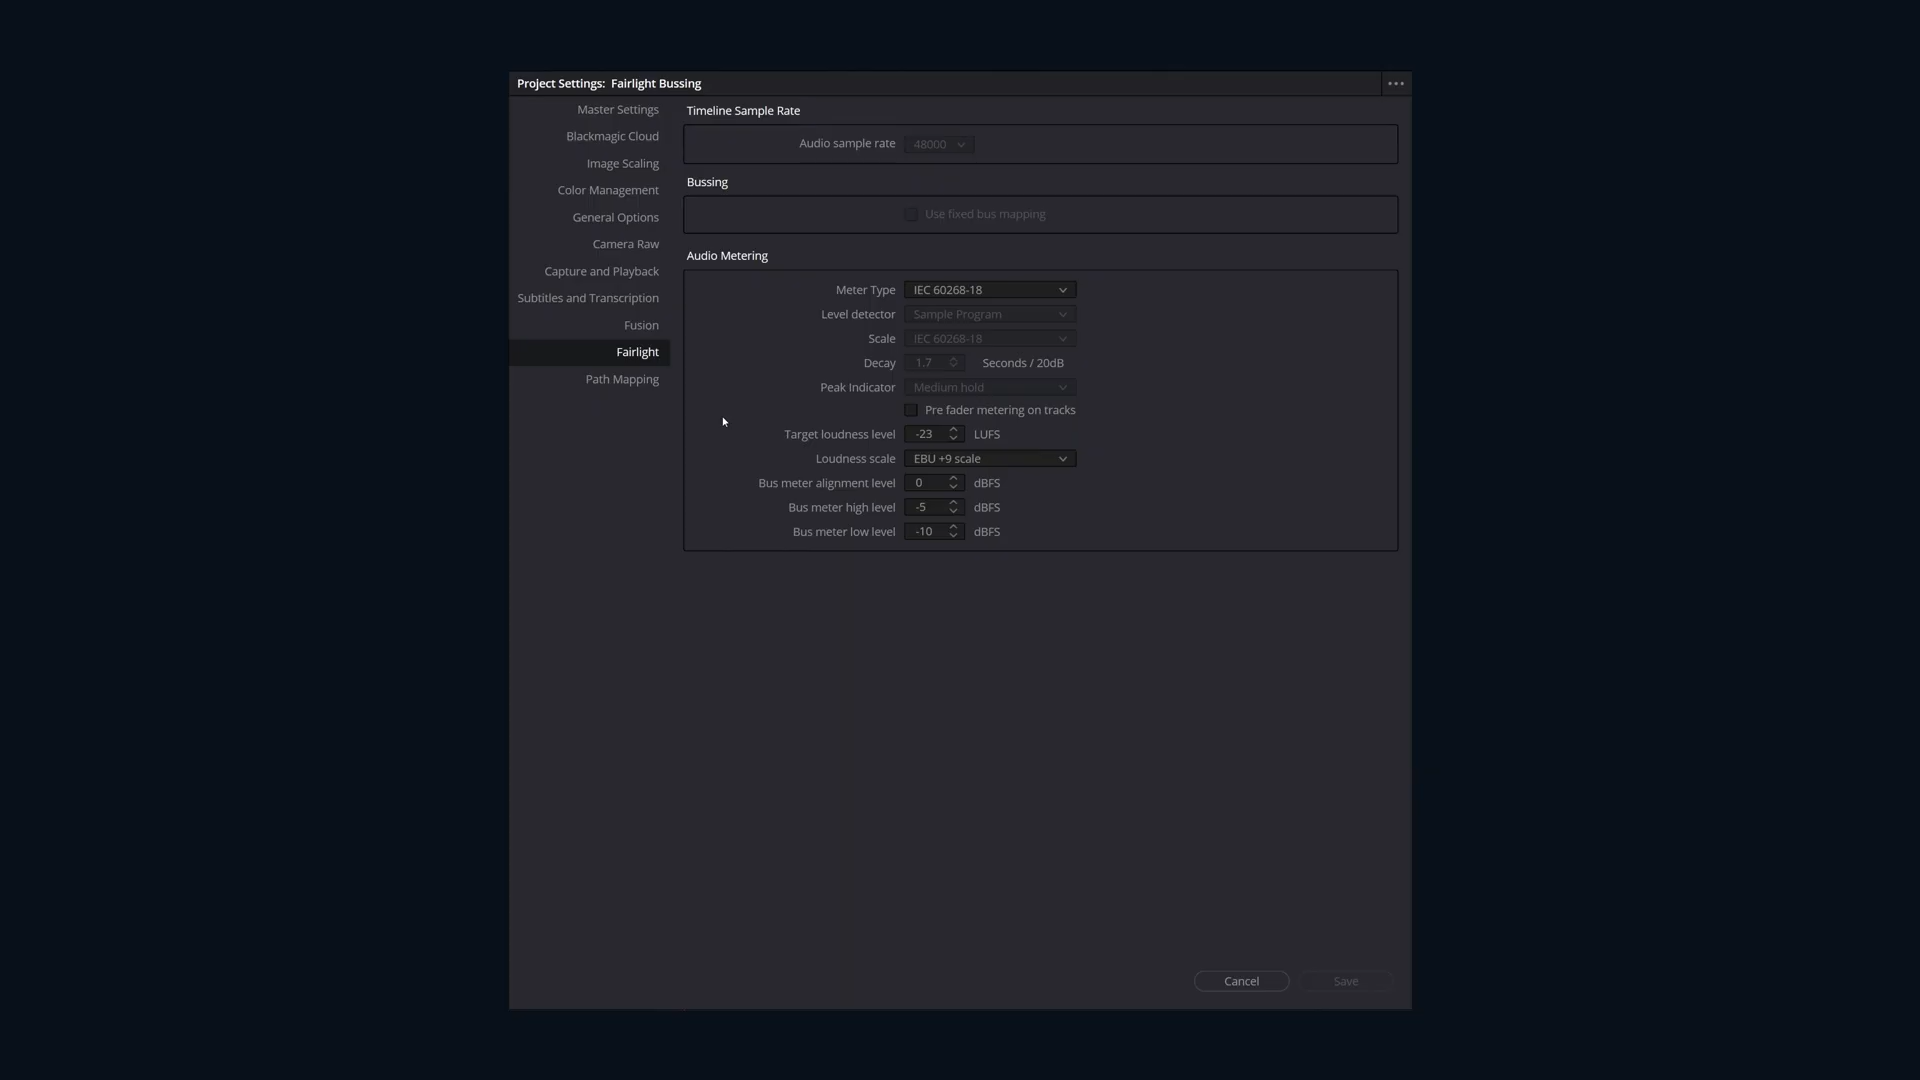 Project Settings: Fairlight Bussing
Master Settings
Blackmagic Cloud
Image Scaling
Color Management
General Options
Camera Raw
Capture and Playback
Subtitles and Transcription
Fusion
Fairlight
Path Mapping
Timeline Sample Rate
Audio sample rate 48000
Bussing
Use fixed bus mapping
Audio Metering
Meter Type IEC 60268-18
Level detector Sample Program
Scale IEC 60268-18
Decay 1.7 Seconds / 20dB
Peak Indicator Medium hold
Pre fader metering on tracks
Target loudness level -23 LUFS
Loudness scale EBU +9 scale
Bus meter alignment level 0 dBFS
Bus meter high level -5 dBFS
Bus meter low level -10 dBFS
Cancel Save